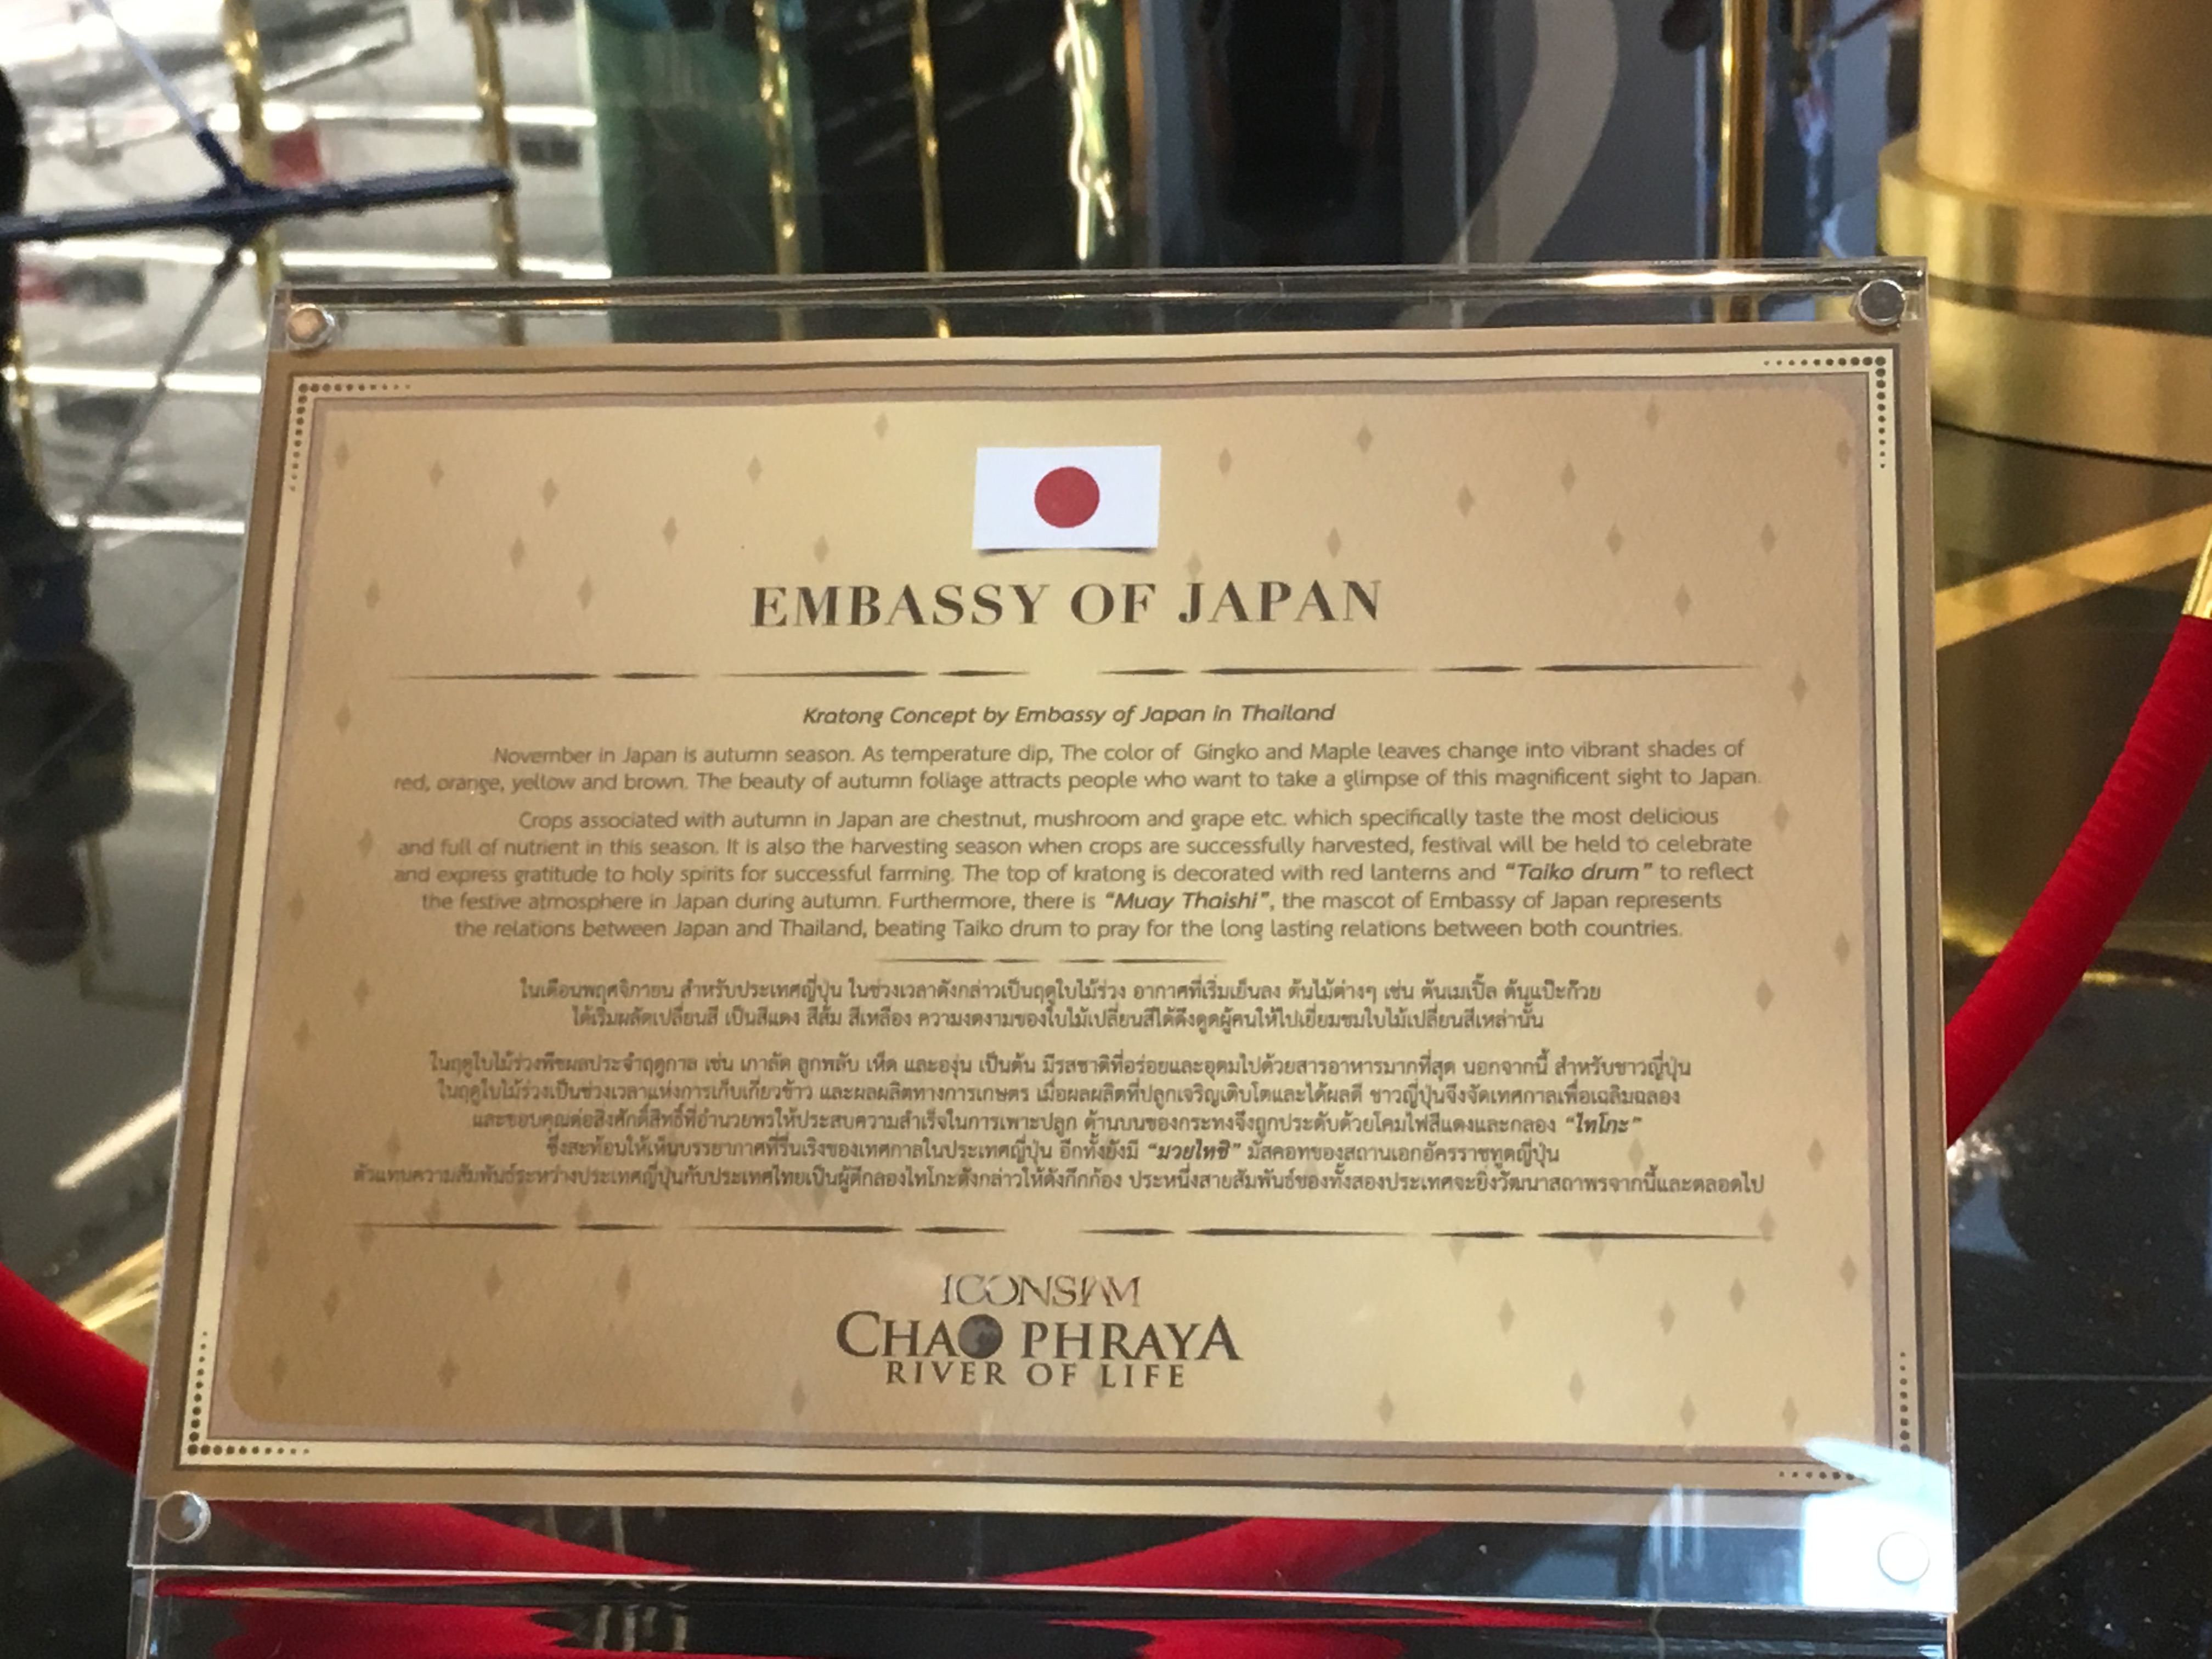 EMBASSY OF JAPAN
Kratong Concept by Embassy of Japan in Thailand
November in Japan is autumn season. As temperature dip, The color of Gingko and Maple leaves change into vibrant shades of
red, orange, yellow and brown. The beauty of autumn foliage attracts people who want to take a glimpse of this magnificent sight to Japan.
Crops associated with autumn in Japan are chestnut, mushroom and grape etc. which specifically taste the most delicious
and full of nutrient in this season. It is also the harvesting season when crops are successfully harvested, festival will be held to celebrate
and express gratitude to holy spirits for successful farming. The top of kratong is decorated with red lanterns and "Taiko drum" to reflect
the festive atmosphere in Japan during autumn. Furthermore, there is "Muay Thaishi", the mascot of Embassy of Japan represents
the relations between Japan and Thailand, beating Taiko drum to pray for the long lasting relations between both countries.
ในเดือนพฤศจิกายน สำหรับประเทศญี่ปุ่น ในช่วงเวลาดังกล่าวเป็นฤดูใบไม้ร่วง อากาศที่เริ่มเย็นลง ต้นไม้ต่างๆ เช่น ต้นเมเปิ้ล ต้นแป๊ะก๊วย
ได้เริ่มผลัดเปลี่ยนสี เป็นสีแดง สีส้ม สีเหลือง ความงดงามของใบไม้เปลี่ยนสีได้ดึงดูดผู้คนให้ไปเยี่ยมชมใบไม้เปลี่ยนสีเหล่านั้น
ในฤดูใบไม้ร่วงพืชผลประจำฤดูกาล เช่น เกาลัด ลูกพลับ เห็ด และองุ่น เป็นต้น มีรสชาติที่อร่อยและอุดมไปด้วยสารอาหารมากที่สุด นอกจากนี้ สำหรับชาวญี่ปุ่น
ในฤดูใบไม้ร่วงเป็นช่วงเวลาแห่งการเก็บเกี่ยวข้าว และผลผลิตทางการเกษตร เมื่อผลผลิตที่ปลูกเจริญเติบโตและได้ผลดี ชาวญี่ปุ่นจึงจัดเทศกาลเพื่อเฉลิมฉลอง
และขอบคุณต่อสิ่งศักดิ์สิทธิ์ที่อำนวยพรให้ประสบความสำเร็จในการเพาะปลูก ด้านบนของกระทงจึงถูกประดับด้วยโคมไฟสีแดงและกลอง "ไทโกะ"
ซึ่งสะท้อนให้เห็นบรรยากาศที่รื่นเริงของเทศกาลในประเทศญี่ปุ่น อีกทั้งยังมี "มวยไทชิ" มัสคอทของสถานเอกอัครราชทูตญี่ปุ่น
ตัวแทนความสัมพันธ์ระหว่างประเทศญี่ปุ่นกับประเทศไทยเป็นผู้ตีกลองไทโกะดังกล่าวให้ดังกึกก้อง ประหนึ่งสายสัมพันธ์ของทั้งสองประเทศจะยิ่งวัฒนาสถาพรจากนี้และตลอดไป
ICONSIAM
CHAO PHRAYA
RIVER OF LIFE